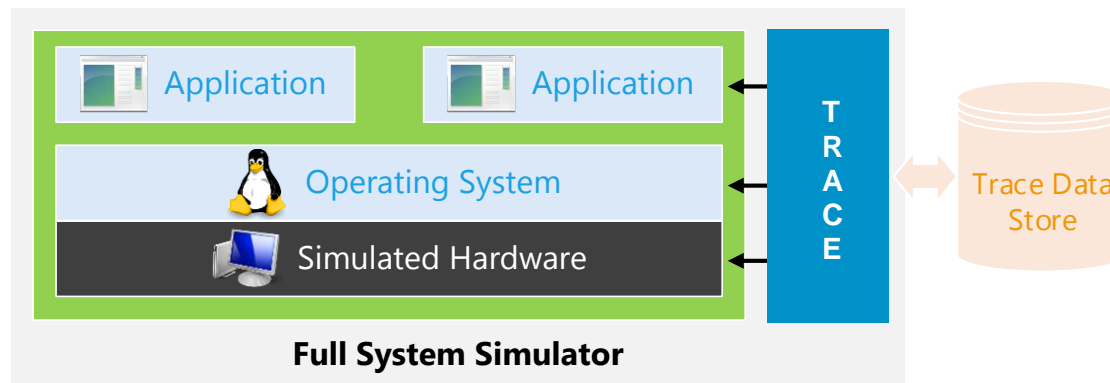 Application
Application
Operating System
Simulated Hardware
TRACE
Trace Data
Store
Full System Simulator